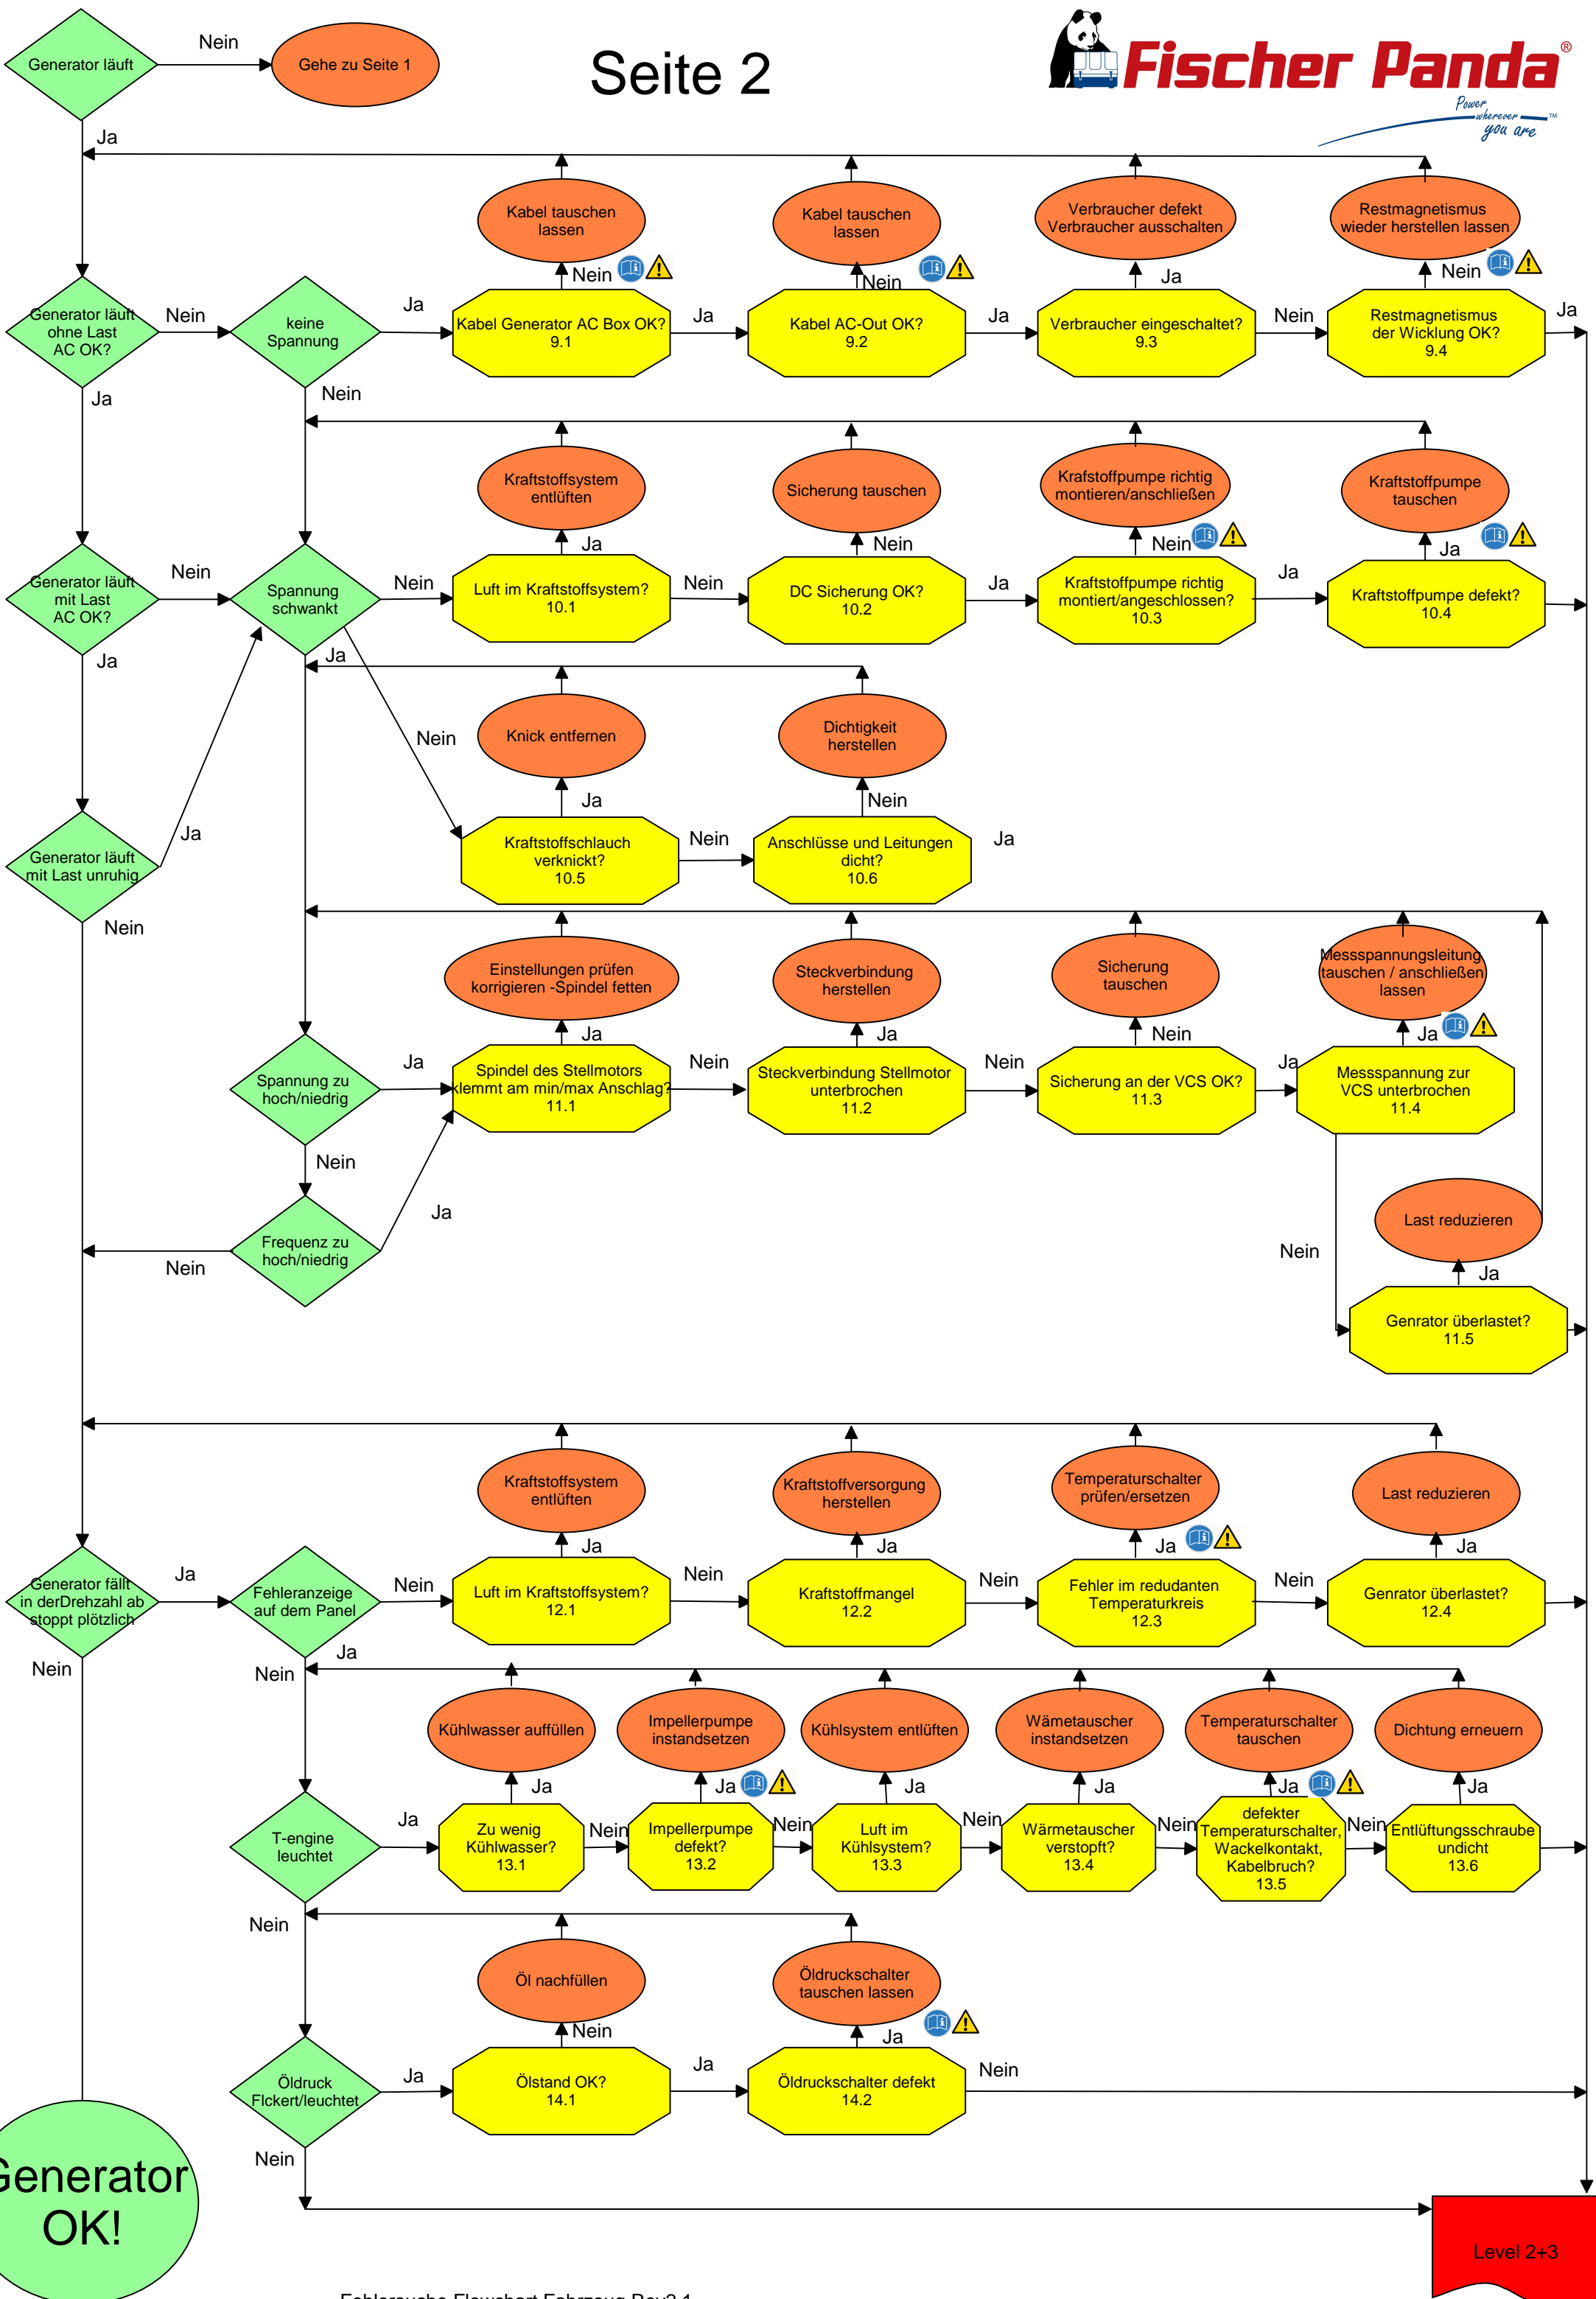 Seite 2
Fischer Panda®
Power
wherever
you are ™
Generator läuft
Nein
Gehe zu Seite 1
Ja
Kabel tauschen
lassen
Kabel tauschen
lassen
Verbraucher defekt
Verbraucher ausschalten
Restmagnetismus
wieder herstellen lassen
Nein
Nein
Ja
Nein
Generator läuft
ohne Last
AC OK?
Nein
keine
Spannung
Ja
Kabel Generator AC Box OK?
9.1
Ja
Kabel AC-Out OK?
9.2
Ja
Verbraucher eingeschaltet?
9.3
Nein
Restmagnetismus
der Wicklung OK?
9.4
Ja
Ja
Nein
Kraftstoffsystem
entlüften
Sicherung tauschen
Krafstoffpumpe richtig
montieren/anschließen
Kraftstoffpumpe
tauschen
Ja
Nein
Nein
Ja
Generator läuft
mit Last
AC OK?
Nein
Spannung
schwankt
Nein
Luft im Kraftstoffsystem?
10.1
Nein
DC Sicherung OK?
10.2
Ja
Kraftstoffpumpe richtig
montiert/angeschlossen?
10.3
Ja
Kraftstoffpumpe defekt?
10.4
Ja
Ja
Nein
Knick entfernen
Dichtigkeit
herstellen
Ja
Nein
Generator läuft
mit Last unruhig
Ja
Kraftstoffschlauch
verknickt?
10.5
Nein
Anschlüsse und Leitungen
dicht?
10.6
Ja
Nein
Einstellungen prüfen
korrigieren -Spindel fetten
Steckverbindung
herstellen
Sicherung
tauschen
Messspannungsleitung
tauschen / anschließen
lassen
Ja
Ja
Nein
Ja
Spannung zu
hoch/niedrig
Ja
Spindel des Stellmotors
klemmt am min/max Anschlag?
11.1
Nein
Steckverbindung Stellmotor
unterbrochen
11.2
Nein
Sicherung an der VCS OK?
11.3
Ja
Messspannung zur
VCS unterbrochen
11.4
Nein
Ja
Frequenz zu
hoch/niedrig
Nein
Last reduzieren
Nein
Ja
Genrator überlastet?
11.5
Kraftstoffsystem
entlüften
Kraftstoffversorgung
herstellen
Temperaturschalter
prüfen/ersetzen
Last reduzieren
Ja
Ja
Ja
Ja
Generator fällt
in derDrehzahl ab
stoppt plötzlich
Ja
Fehleranzeige
auf dem Panel
Nein
Luft im Kraftstoffsystem?
12.1
Nein
Kraftstoffmangel
12.2
Nein
Fehler im redudanten
Temperaturkreis
12.3
Nein
Genrator überlastet?
12.4
Nein
Nein
Ja
Kühlwasser auffüllen
Impellerpumpe
instandsetzen
Kühlsystem entlüften
Wämetauscher
instandsetzen
Temperaturschalter
tauschen
Dichtung erneuern
Ja
Ja
Ja
Ja
Ja
Ja
T-engine
leuchtet
Ja
Zu wenig
Kühlwasser?
13.1
Nein
Impellerpumpe
defekt?
13.2
Nein
Luft im
Kühlsystem?
13.3
Nein
Wärmetauscher
verstopft?
13.4
Nein
defekter
Temperaturschalter,
Wackelkontakt,
Kabelbruch?
13.5
Nein
Entlüftungsschraube
undicht
13.6
Nein
Öl nachfüllen
Öldruckschalter
tauschen lassen
Nein
Ja
Öldruck
Flckert/leuchtet
Ja
Ölstand OK?
14.1
Ja
Öldruckschalter defekt
14.2
Nein
Nein
Generator
OK!
Level 2+3
Fehlersuche Flowchart Fahrzeug Rev2.1